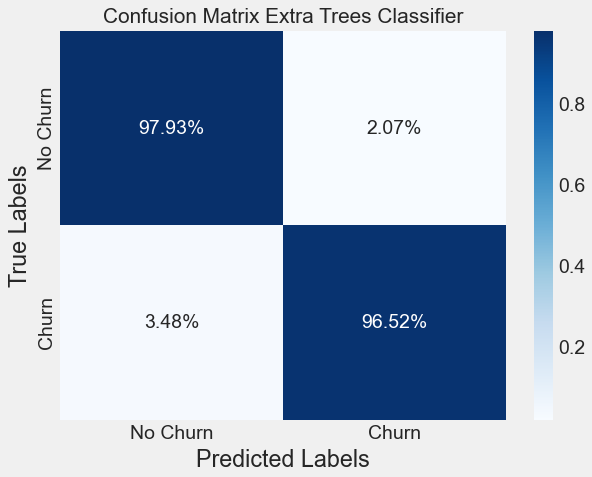 Confusion Matrix Extra Trees Classifier
True Labels
No Churn
Churn
97.93%
2.07%
3.48%
96.52%
No Churn
Churn
Predicted Labels
0.8
0.6
0.4
0.2